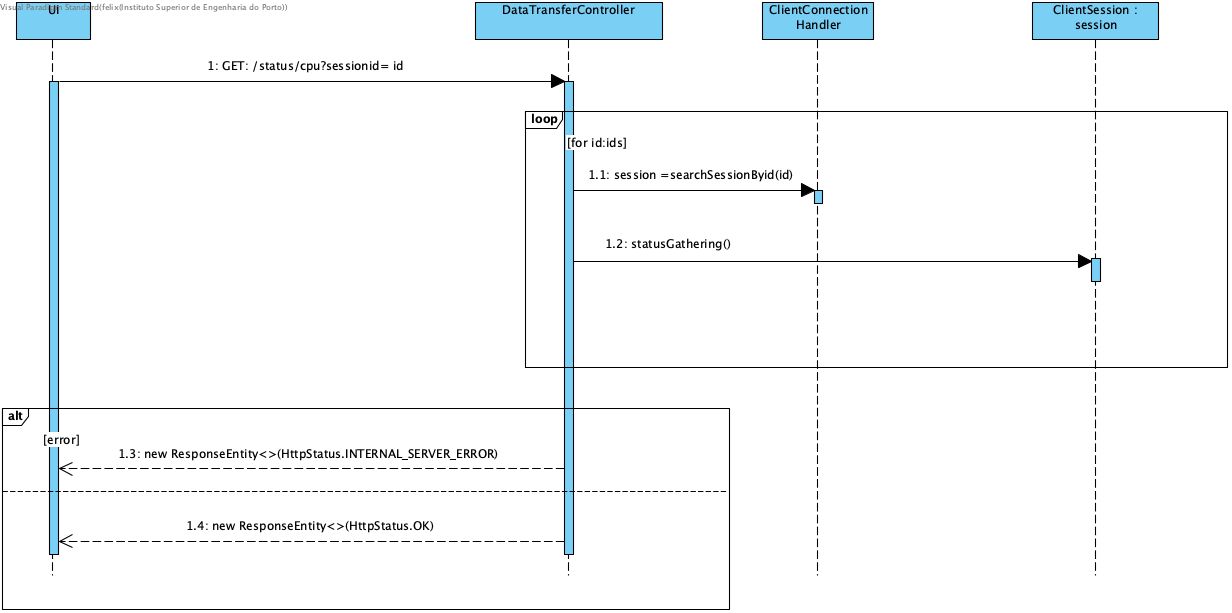 Visual Paradigm Standard(felix(Instituto Superior de Engenharia do Porto))
UI
DataTransferController
ClientConnection
Handler
ClientSession :
session
1: GET: /status/cpu?sessionid= id
loop
[for id:ids]
1.1: session =searchSessionByid(id)
1.2: statusGathering()
alt
[error]
1.3: new ResponseEntity<>(HttpStatus.INTERNAL_SERVER_ERROR)
1.4: new ResponseEntity<>(HttpStatus.OK)